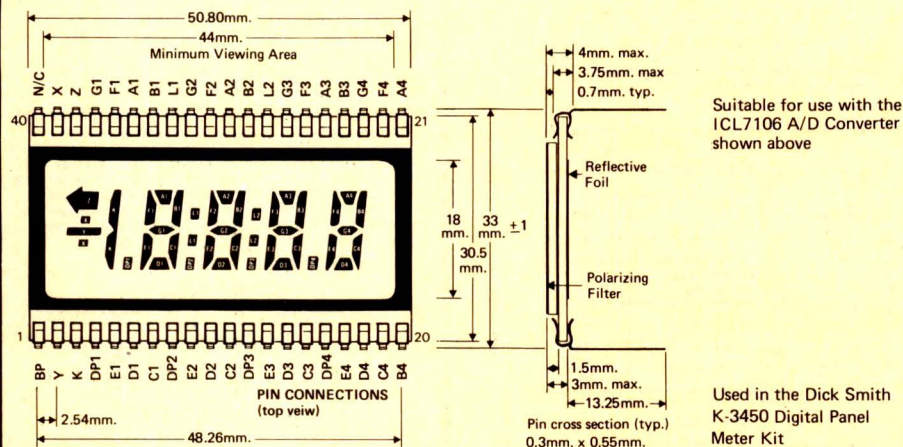 50.80mm.
44mm.
Minimum Viewing Area
N/C X Z G1 F1 A1 B1 L1 G2 F2 A2 B2 L2 G3 F3 A3 B3 G4 F4 A4
40
21
1
20
BP Y K DP1 E1 D1 C1 DP2 E2 D2 C2 DP3 E3 D3 C3 DP4 E4 D4 C4 B4
PIN CONNECTIONS
(top veiw)
2.54mm.
48.26mm.
18
mm.
33
mm.
±1
30.5
mm.
4mm. max.
3.75mm. max
0.7mm. typ.
Reflective
Foil
Polarizing
Filter
1.5mm.
3mm. max.
13.25mm.
Pin cross section (typ.)
0.3mm. x 0.55mm.
Suitable for use with the
ICL7106 A/D Converter
shown above
Used in the Dick Smith
K-3450 Digital Panel
Meter Kit